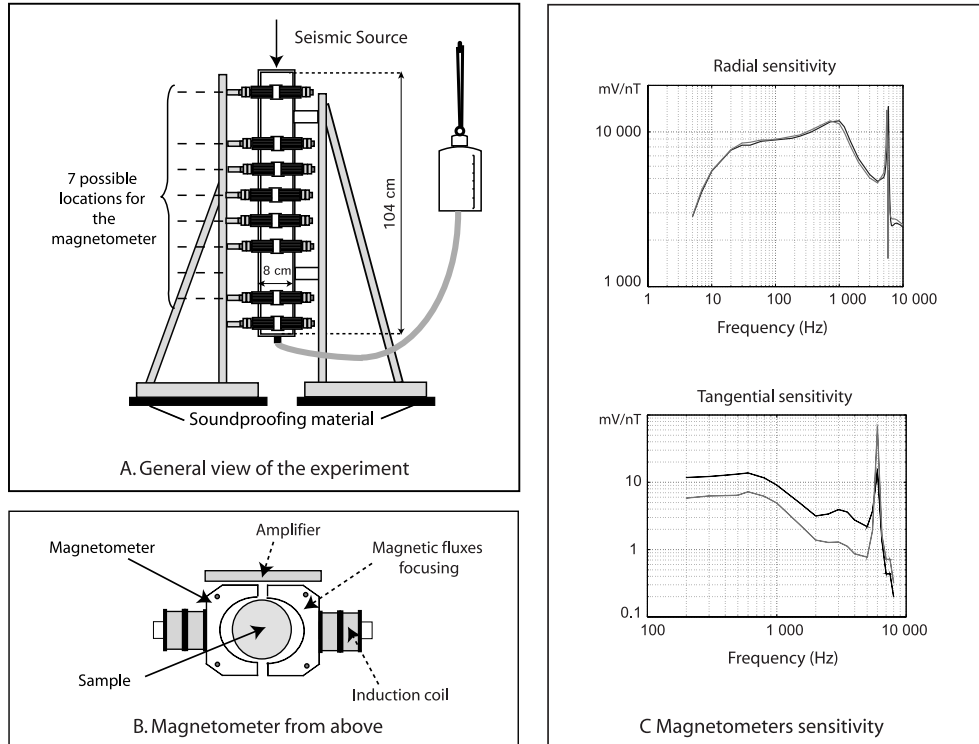 Seismic Source
7 possible
locations for
the
magnetometer
104 cm
8 cm
Soundproofing material
A. General view of the experiment
Amplifier
Magnetometer
Magnetic fluxes
focusing
Sample
Induction coil
B. Magnetometer from above
Radial sensitivity
mV/nT
10 000
1 000
1 10 100 1 000 10 000
Frequency (Hz)
Tangential sensitivity
mV/nT
10
1
0.1
100 1 000 10 000
Frequency (Hz)
C Magnetometers sensitivity